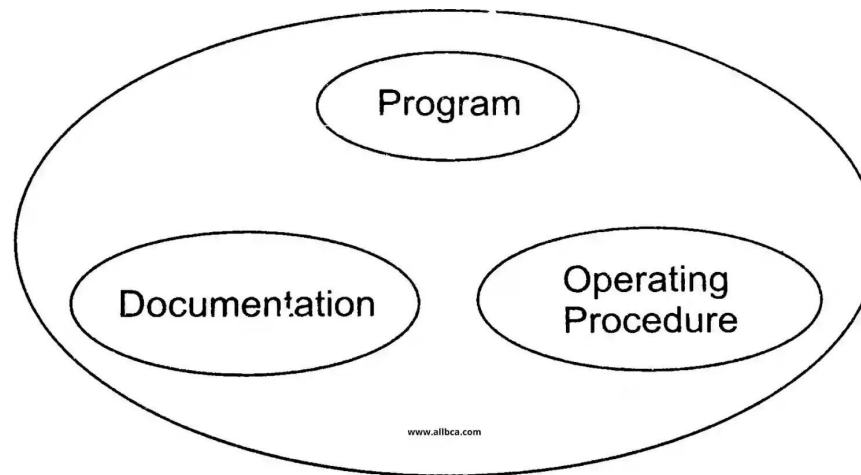 Program
Documentation
Operating
Procedure
www.allbca.com